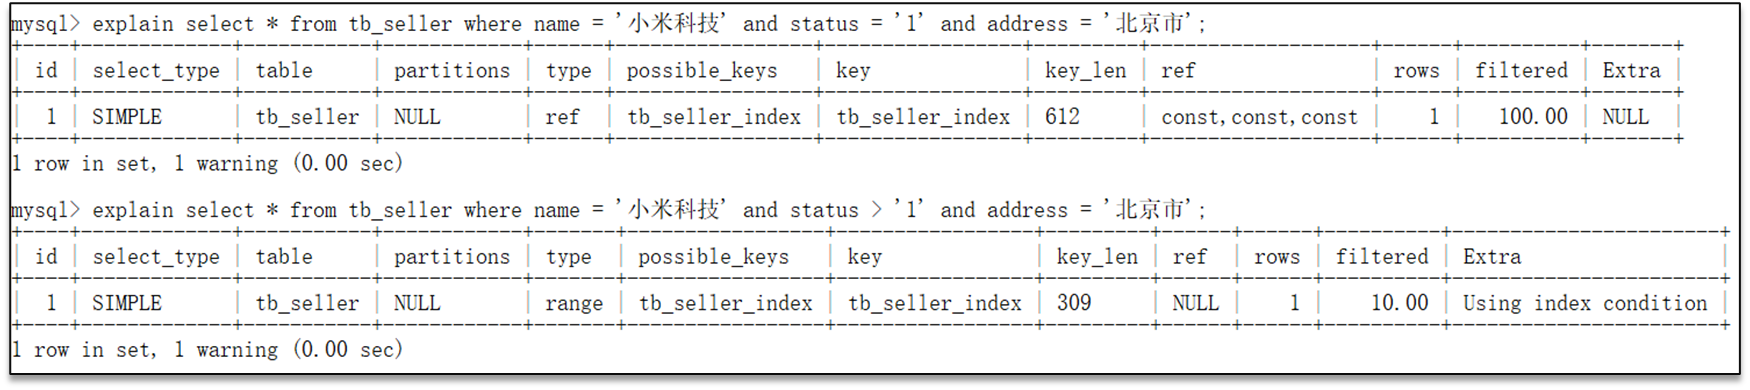 mysql> explain select * from tb_seller where name = '小米科技' and status = '1' and address = '北京市';
+----+-------------+-----------+------------+------+-----------------+-----------------+---------+-------------------+------+----------+-------+
| id | select_type | table | partitions | type | possible_keys | key | key_len | ref | rows | filtered | Extra |
+----+-------------+-----------+------------+------+-----------------+-----------------+---------+-------------------+------+----------+-------+
| 1 | SIMPLE | tb_seller | NULL | ref | tb_seller_index | tb_seller_index | 612 | const,const,const | 1 | 100.00 | NULL |
+----+-------------+-----------+------------+------+-----------------+-----------------+---------+-------------------+------+----------+-------+
1 row in set, 1 warning (0.00 sec)
mysql> explain select * from tb_seller where name = '小米科技' and status > '1' and address = '北京市';
+----+-------------+-----------+------------+-------+-----------------+-----------------+---------+------+------+----------+-----------------------+
| id | select_type | table | partitions | type | possible_keys | key | key_len | ref | rows | filtered | Extra |
+----+-------------+-----------+------------+-------+-----------------+-----------------+---------+------+------+----------+-----------------------+
| 1 | SIMPLE | tb_seller | NULL | range | tb_seller_index | tb_seller_index | 309 | NULL | 1 | 10.00 | Using index condition |
+----+-------------+-----------+------------+-------+-----------------+-----------------+---------+------+------+----------+-----------------------+
1 row in set, 1 warning (0.00 sec)